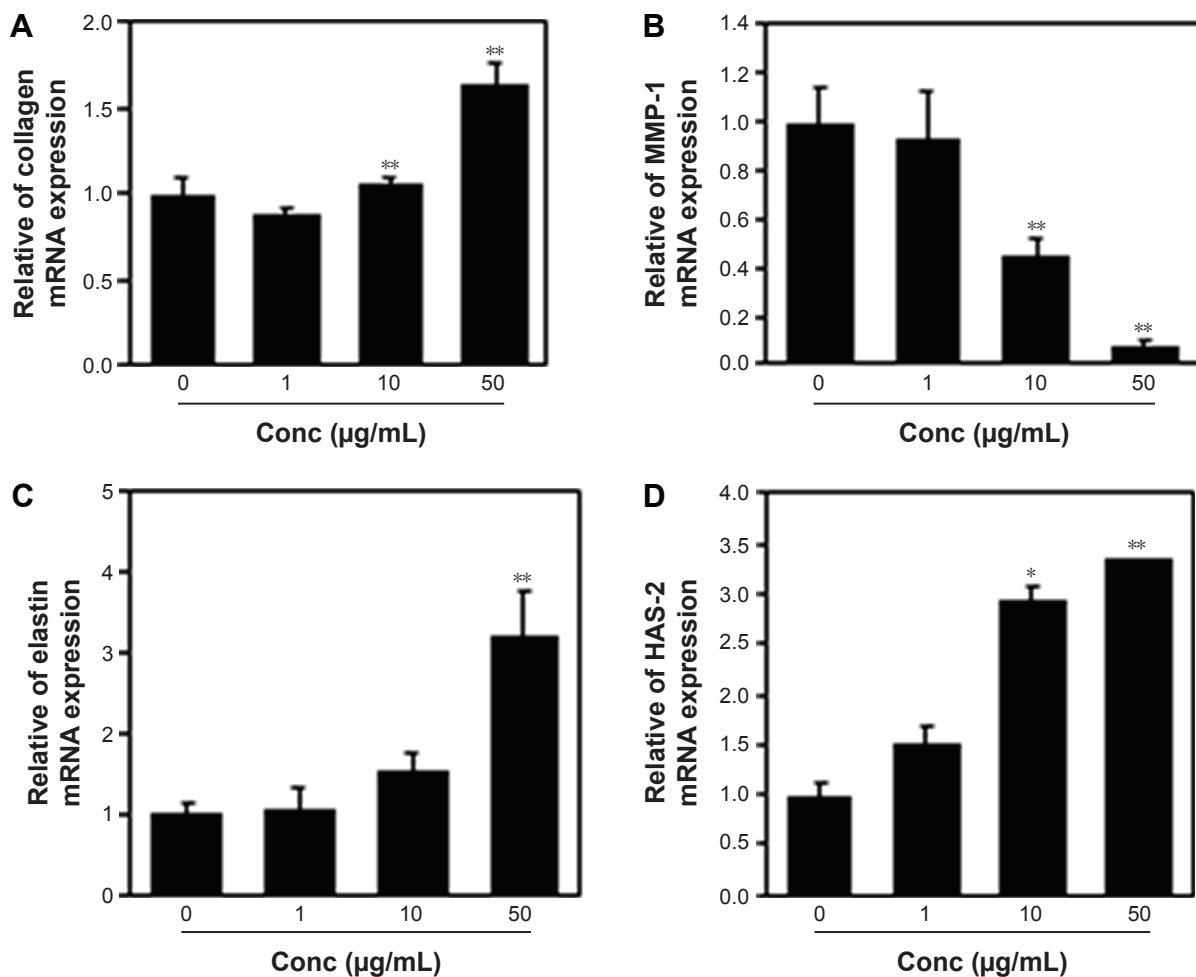 A
Relative of collagen
mRNA expression
2.0
1.5
1.0
0.5
0.0
**
**
0 1 10 50
Conc (µg/mL)
B
Relative of MMP-1
mRNA expression
1.4
1.2
1.0
0.8
0.6
0.4
0.2
0.0
**
**
0 1 10 50
Conc (µg/mL)
C
Relative of elastin
mRNA expression
5
4
3
2
1
0
**
0 1 10 50
Conc (µg/mL)
D
Relative of HAS-2
mRNA expression
4.0
3.5
3.0
2.5
2.0
1.5
1.0
0.5
0.0
*
**
0 1 10 50
Conc (µg/mL)